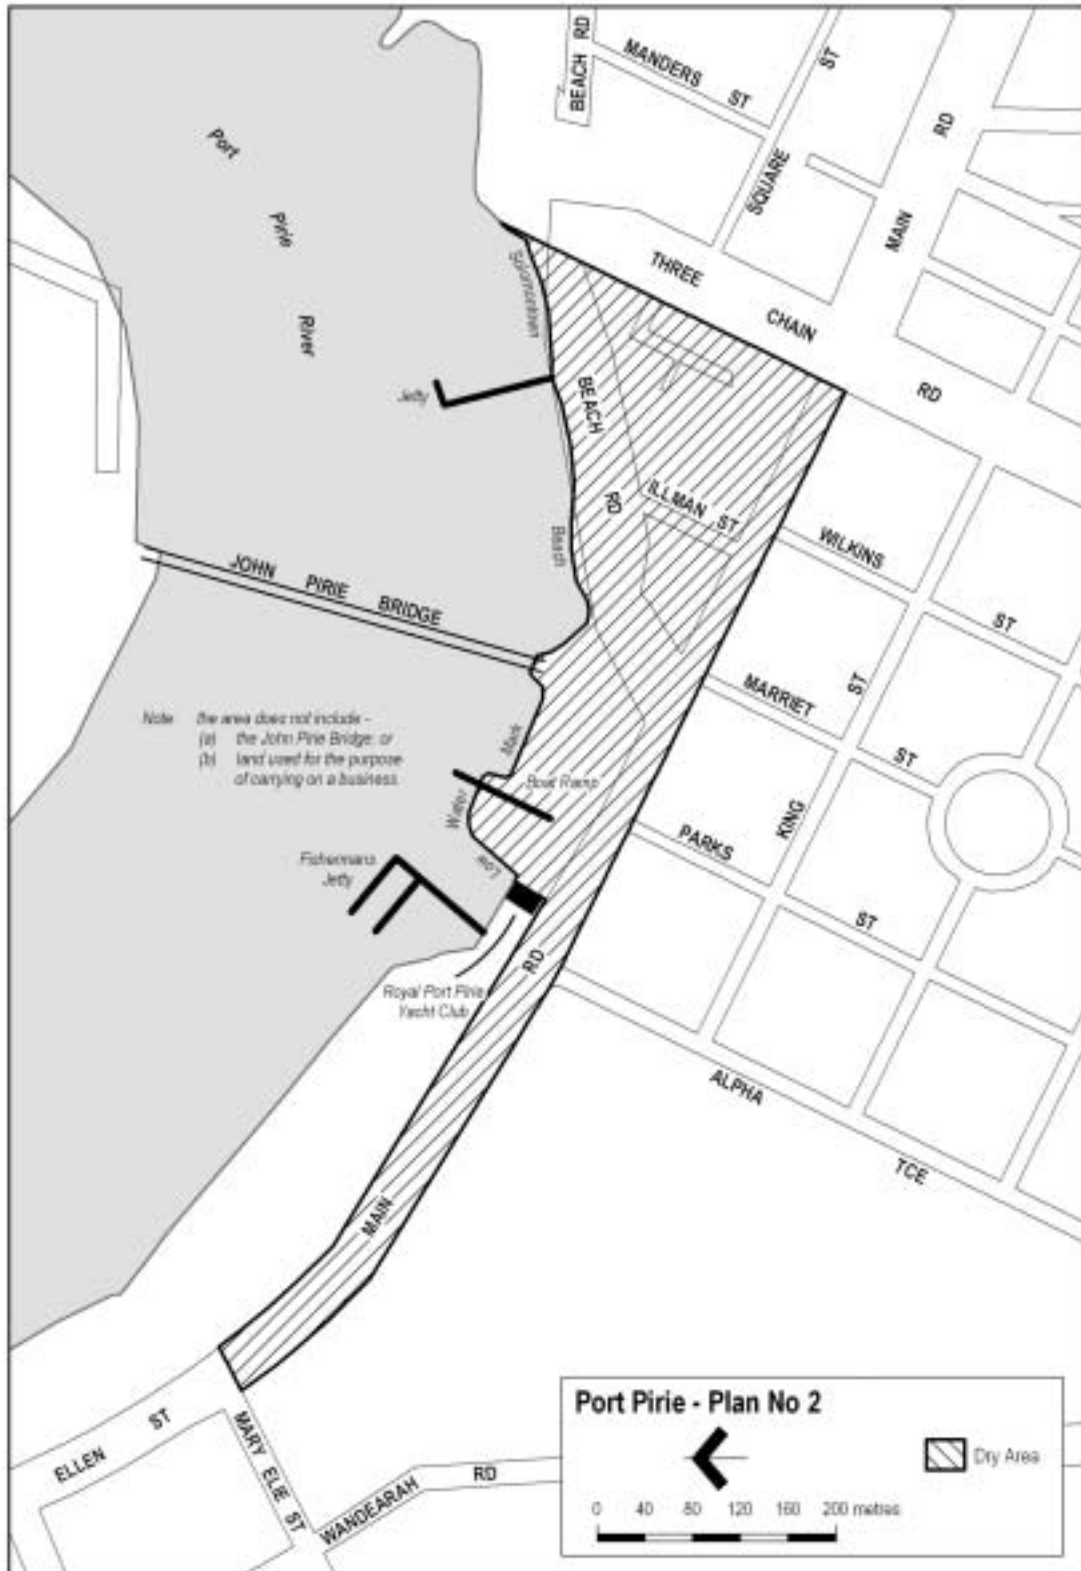 BEACH RD
MANDERS ST
ST
SQUARE
RD
MAIN
Port
Pirie
River
THREE
CHAIN
RD
Solomontown
Jetty
BEACH
RD
ILLMAN ST
Beach
WILKINS
ST
JOHN PIRIE BRIDGE
MARRIET
ST
ST
KING
Note the area does not include -
(a) the John Pirie Bridge; or
(b) land used for the purpose
of carrying on a business.
Mark
Water
Low
Boat Ramp
PARKS
ST
Fishermans
Jetty
RD
Royal Port Pirie
Yacht Club
ALPHA
TCE
MAIN
ELLEN
ST
MARY ELIE ST
WANDEARAH
RD
Port Pirie - Plan No 2
Dry Area
0 40 80 120 160 200 metres